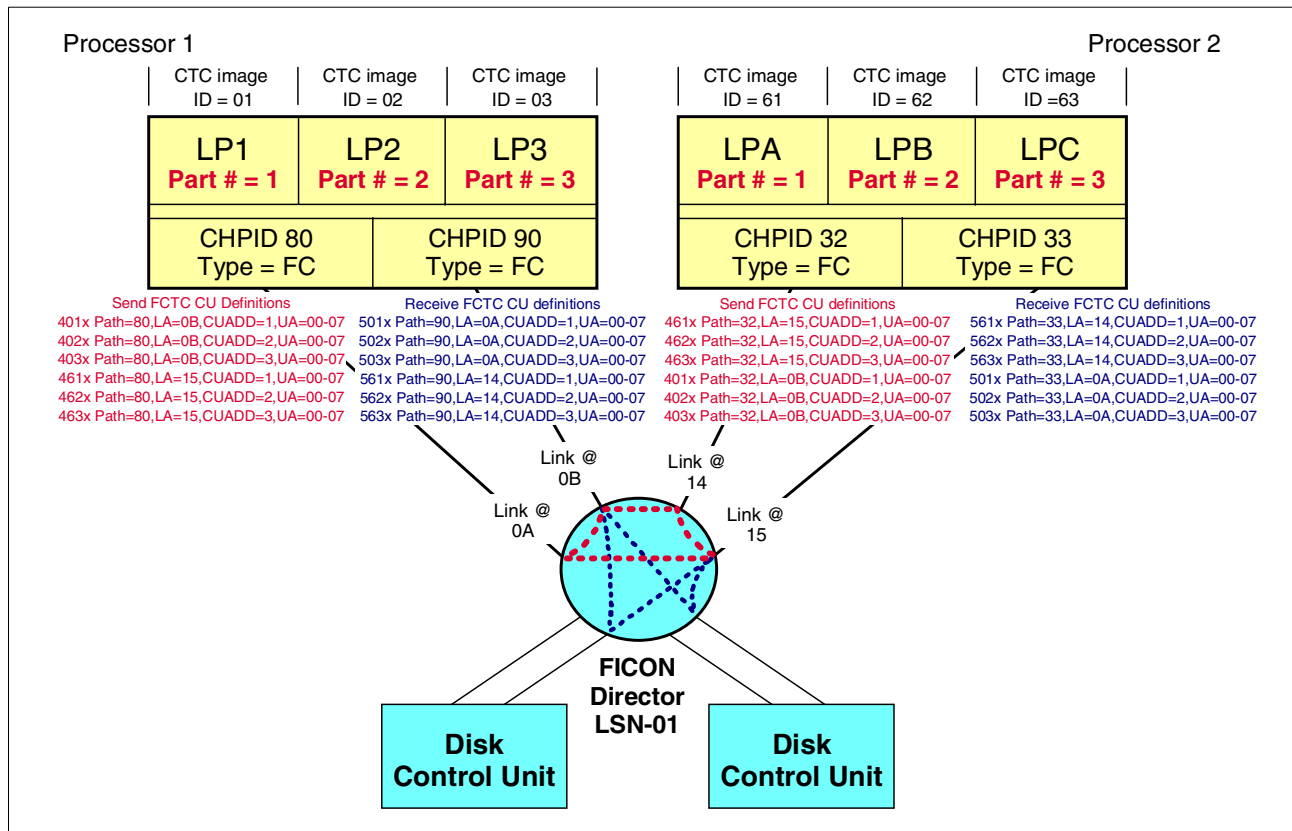 Processor 1
Processor 2
CTC image
ID = 01
CTC image
ID = 02
CTC image
ID = 03
CTC image
ID = 61
CTC image
ID = 62
CTC image
ID =63
LP1
Part # = 1
LP2
Part # = 2
LP3
Part # = 3
LPA
Part # = 1
LPB
Part # = 2
LPC
Part # = 3
CHPID 80
Type = FC
CHPID 90
Type = FC
CHPID 32
Type = FC
CHPID 33
Type = FC
Send FCTC CU Definitions
401x Path=80,LA=0B,CUADD=1,UA=00-07
402x Path=80,LA=0B,CUADD=2,UA=00-07
403x Path=80,LA=0B,CUADD=3,UA=00-07
461x Path=80,LA=15,CUADD=1,UA=00-07
462x Path=80,LA=15,CUADD=2,UA=00-07
463x Path=80,LA=15,CUADD=3,UA=00-07
Receive FCTC CU definitions
501x Path=90,LA=0A,CUADD=1,UA=00-07
502x Path=90,LA=0A,CUADD=2,UA=00-07
503x Path=90,LA=0A,CUADD=3,UA=00-07
561x Path=90,LA=14,CUADD=1,UA=00-07
562x Path=90,LA=14,CUADD=2,UA=00-07
563x Path=90,LA=14,CUADD=3,UA=00-07
Send FCTC CU definitions
461x Path=32,LA=15,CUADD=1,UA=00-07
462x Path=32,LA=15,CUADD=2,UA=00-07
463x Path=32,LA=15,CUADD=3,UA=00-07
401x Path=32,LA=0B,CUADD=1,UA=00-07
402x Path=32,LA=0B,CUADD=2,UA=00-07
403x Path=32,LA=0B,CUADD=3,UA=00-07
Receive FCTC CU definitions
561x Path=33,LA=14,CUADD=1,UA=00-07
562x Path=33,LA=14,CUADD=2,UA=00-07
563x Path=33,LA=14,CUADD=3,UA=00-07
501x Path=33,LA=0A,CUADD=1,UA=00-07
502x Path=33,LA=0A,CUADD=2,UA=00-07
503x Path=33,LA=0A,CUADD=3,UA=00-07
Link @
0A
Link @
0B
Link @
14
Link @
15
FICON
Director
LSN-01
Disk
Control Unit
Disk
Control Unit